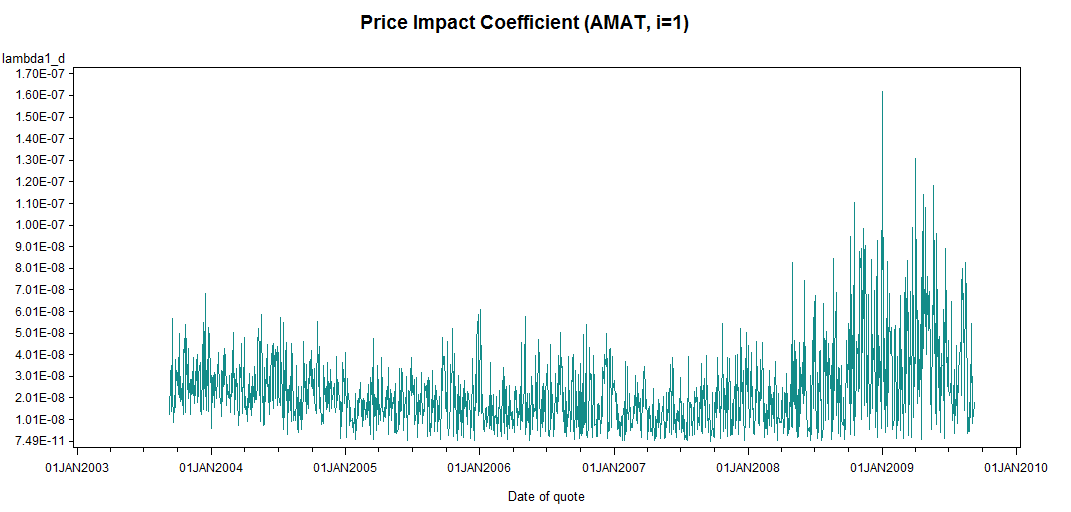 Price Impact Coefficient (AMAT, i=1)
lambda1_d
1.70E-07
1.60E-07
1.50E-07
1.40E-07
1.30E-07
1.20E-07
1.10E-07
1.00E-07
9.01E-08
8.01E-08
7.01E-08
6.01E-08
5.01E-08
4.01E-08
3.01E-08
2.01E-08
1.01E-08
7.49E-11
01JAN2003 01JAN2004 01JAN2005 01JAN2006 01JAN2007 01JAN2008 01JAN2009 01JAN2010
Date of quote